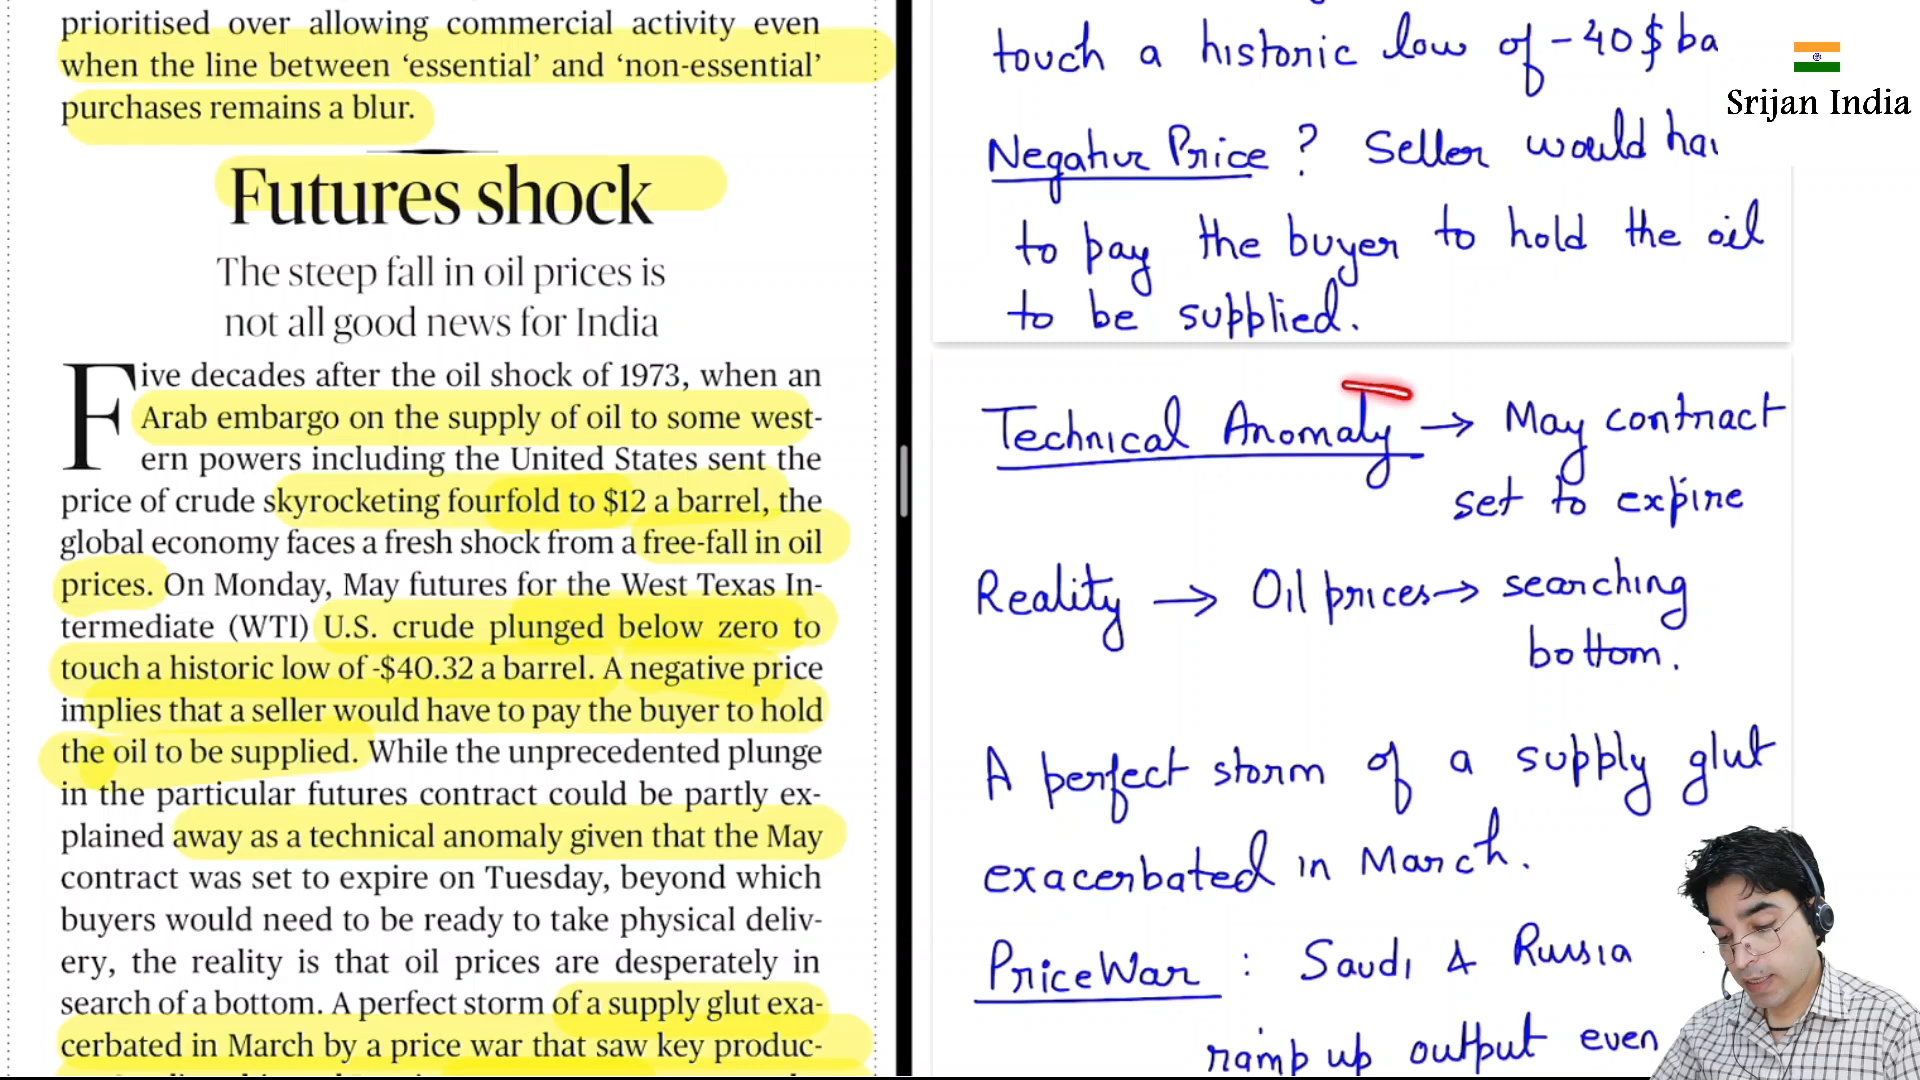 prioritised over allowing commercial activity even
when the line between ‘essential’ and ‘non-essential’
purchases remains a blur.
Futures shock
The steep fall in oil prices is
not all good news for India
Five decades after the oil shock of 1973, when an
Arab embargo on the supply of oil to some west-
ern powers including the United States sent the
price of crude skyrocketing fourfold to $12 a barrel, the
global economy faces a fresh shock from a free-fall in oil
prices. On Monday, May futures for the West Texas In-
termediate (WTI) U.S. crude plunged below zero to
touch a historic low of -$40.32 a barrel. A negative price
implies that a seller would have to pay the buyer to hold
the oil to be supplied. While the unprecedented plunge
in the particular futures contract could be partly ex-
plained away as a technical anomaly given that the May
contract was set to expire on Tuesday, beyond which
buyers would need to be ready to take physical deliv-
ery, the reality is that oil prices are desperately in
search of a bottom. A perfect storm of a supply glut exa-
cerbated in March by a price war that saw key produc-
touch a historic low of -40$ ba
Negative Price ? Seller would hav
to pay the buyer to hold the oil
to be supplied.
Technical Anomaly → May contract
set to expire
Reality → Oil prices → searching
bottom.
A perfect storm of a supply glut
exacerbated in March.
Price War : Saudi & Russia
ramp up output even
Srijan India